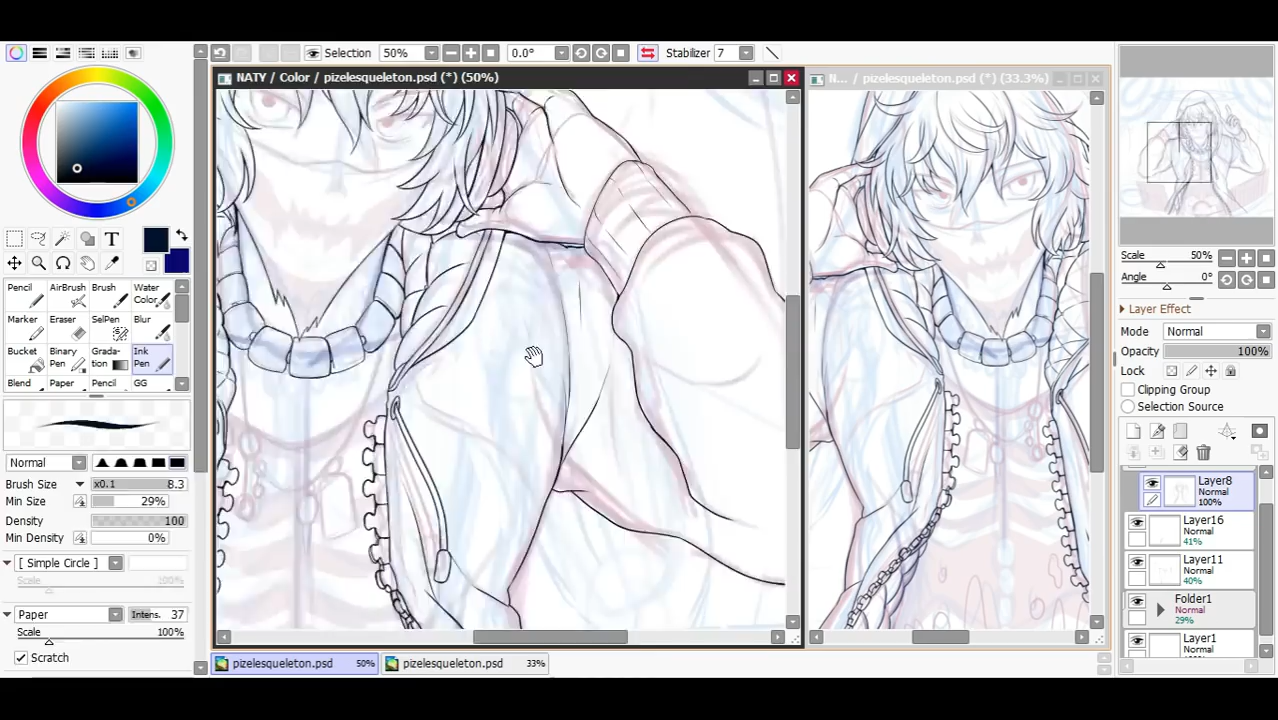 Selection 50% 0.0° Stabilizer 7
NATY / Color / pizelesqueleton.psd (*) (50%)
N... / pizelesqueleton.psd (*) (33.3%)
T
Pencil AirBrush Brush Water Color
Marker Eraser SelPen Blur
Bucket Binary Pen Grada-tion Ink Pen
Blend Paper Pencil GG
Normal
Brush Size x0.1 8.3
Min Size 29%
Density 100
Min Density 0%
[ Simple Circle ]
Scale 100%
Paper Intens. 37
Scale 100%
Scratch
pizelesqueleton.psd 50%
pizelesqueleton.psd 33%
Scale 50%
Angle 0°
Layer Effect
Mode Normal
Opacity 100%
Lock
Clipping Group
Selection Source
Layer8
Normal
100%
Layer16
Normal
41%
Layer11
Normal
40%
Folder1
Normal
29%
Layer1
Normal